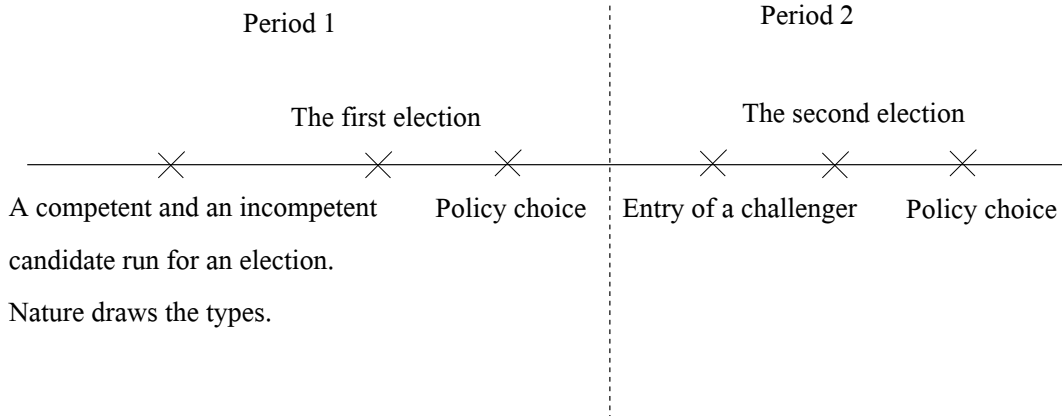 Period 1
Period 2
The first election
The second election
A competent and an incompetent
candidate run for an election.
Nature draws the types.
Policy choice
Entry of a challenger
Policy choice